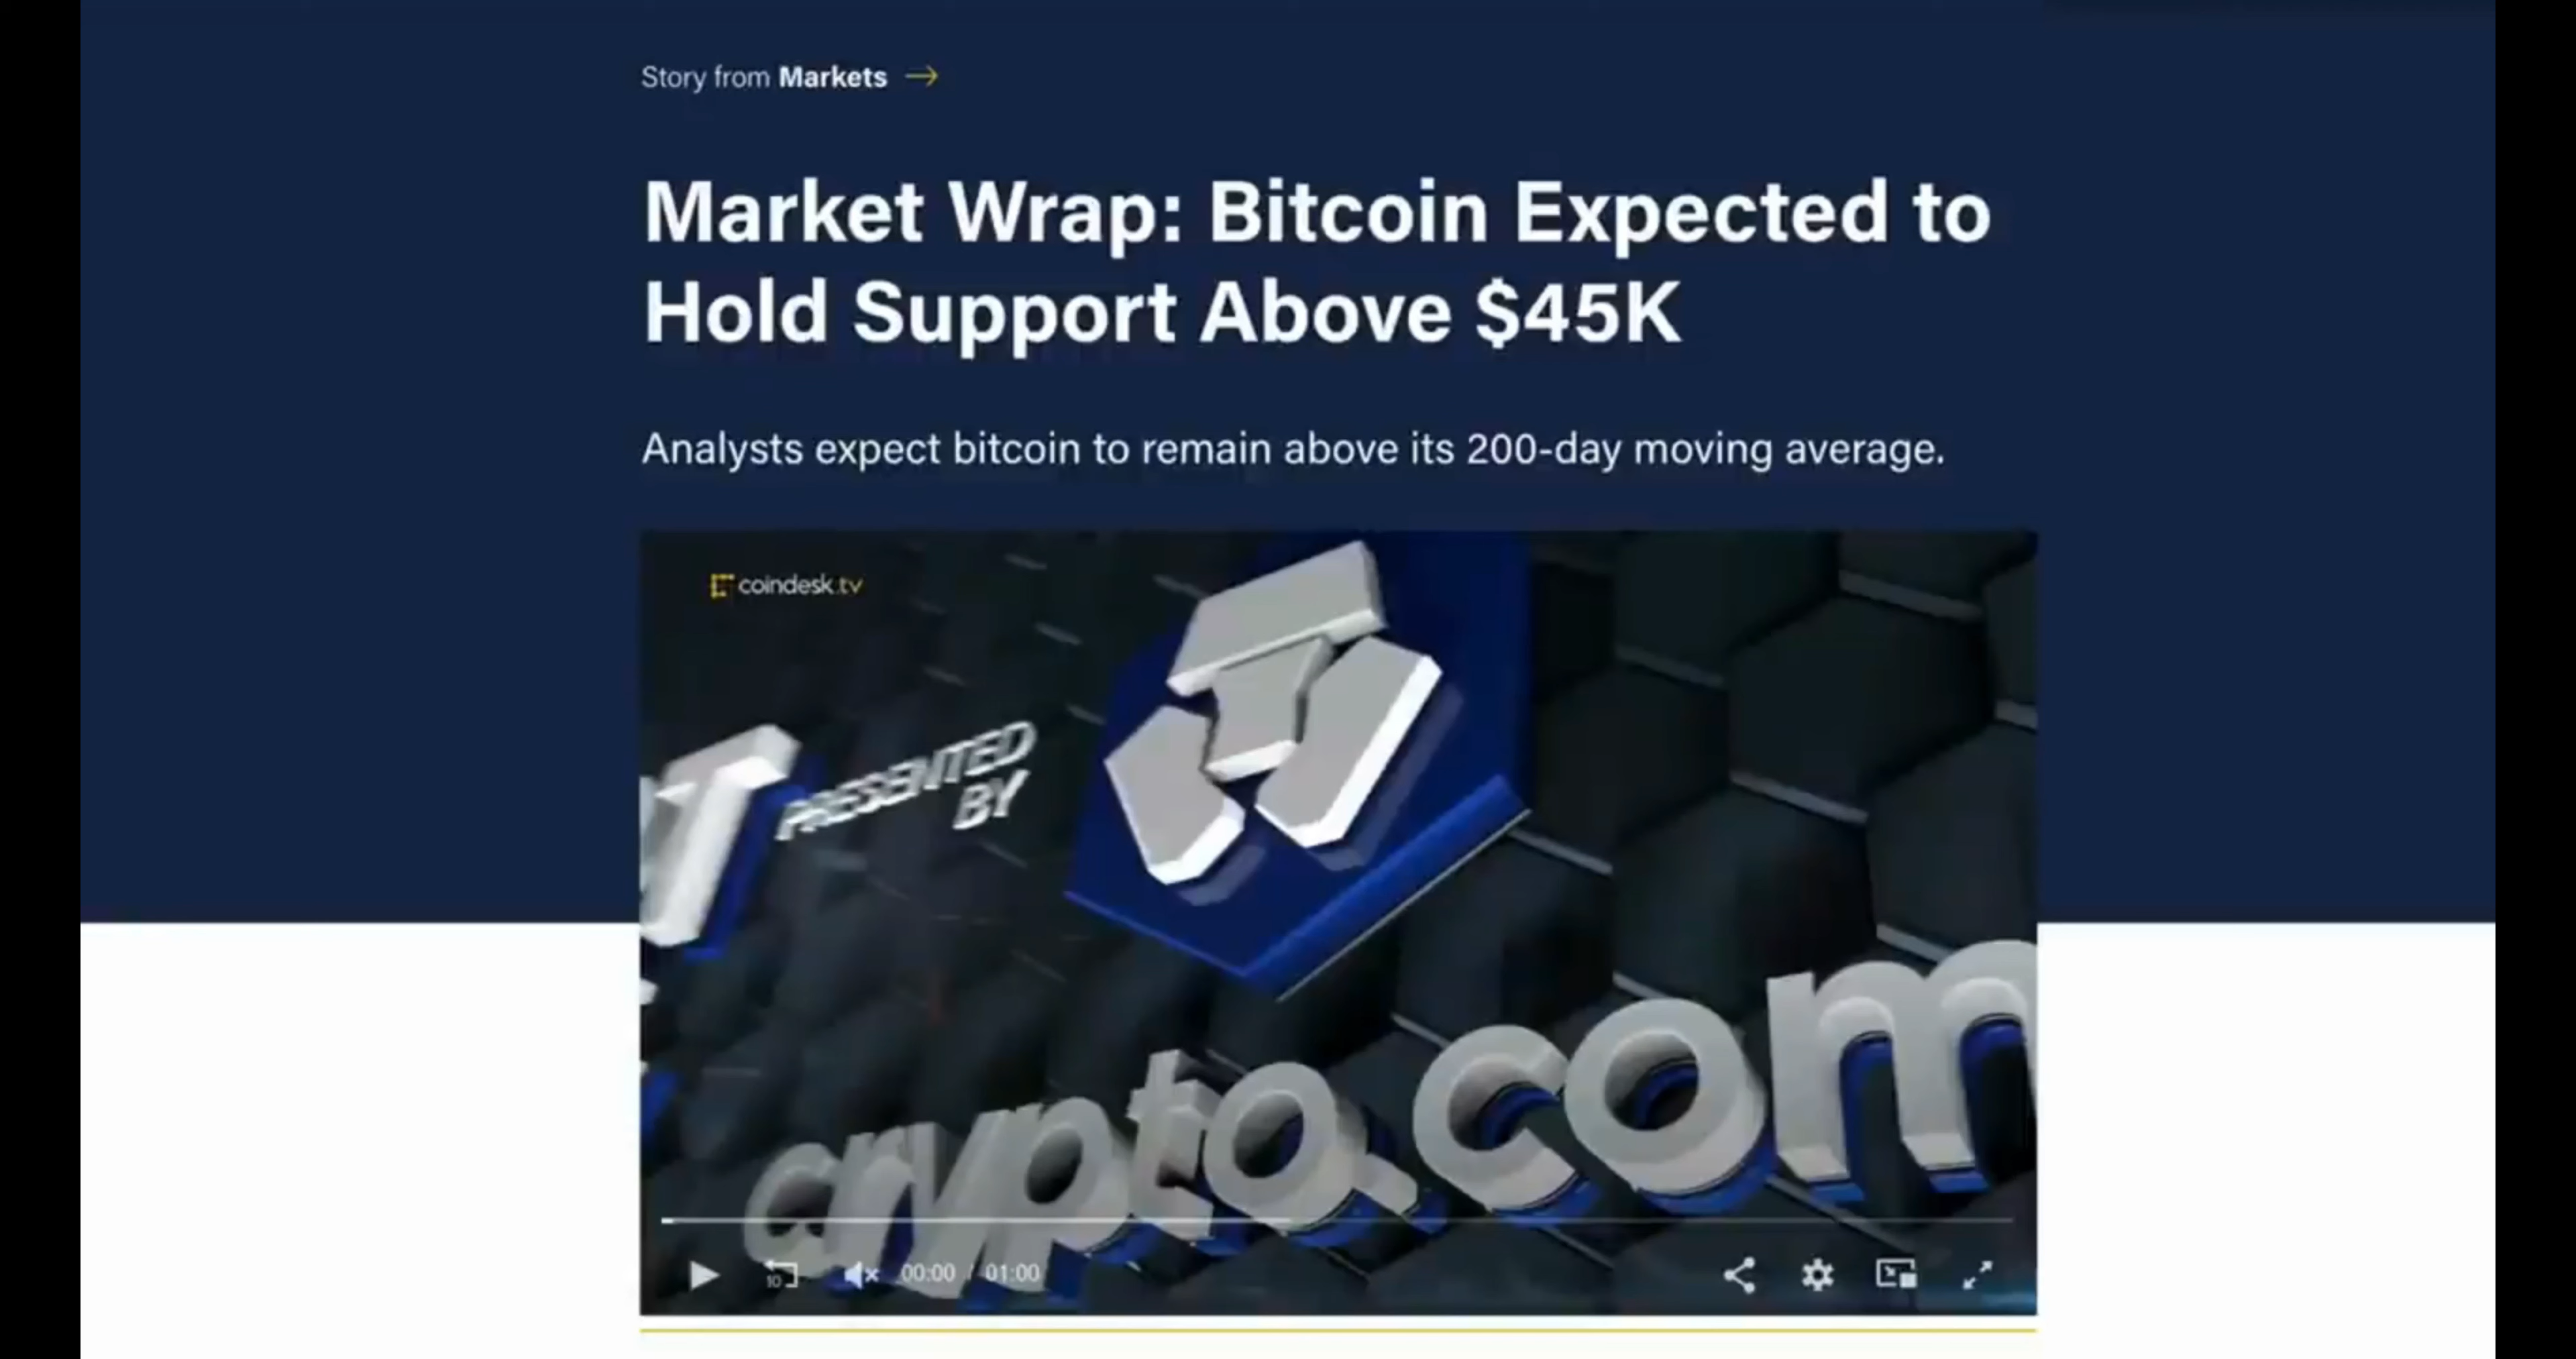 Story from Markets →
Market Wrap: Bitcoin Expected to
Hold Support Above $45K
Analysts expect bitcoin to remain above its 200-day moving average.
coindesk.tv
PRESENTED
BY
crypto.com
10
00:00 / 01:00